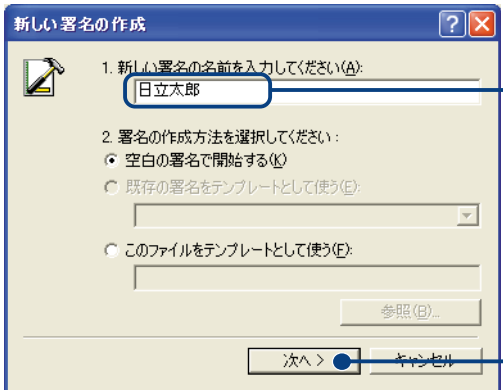 新しい署名の作成
1. 新しい署名の名前を入力してください(A):
日立太郎
2. 署名の作成方法を選択してください :
空白の署名で開始する(K)
既存の署名をテンプレートとして使う(E):
このファイルをテンプレートとして使う(F):
参照(B)...
次へ > キャンセル